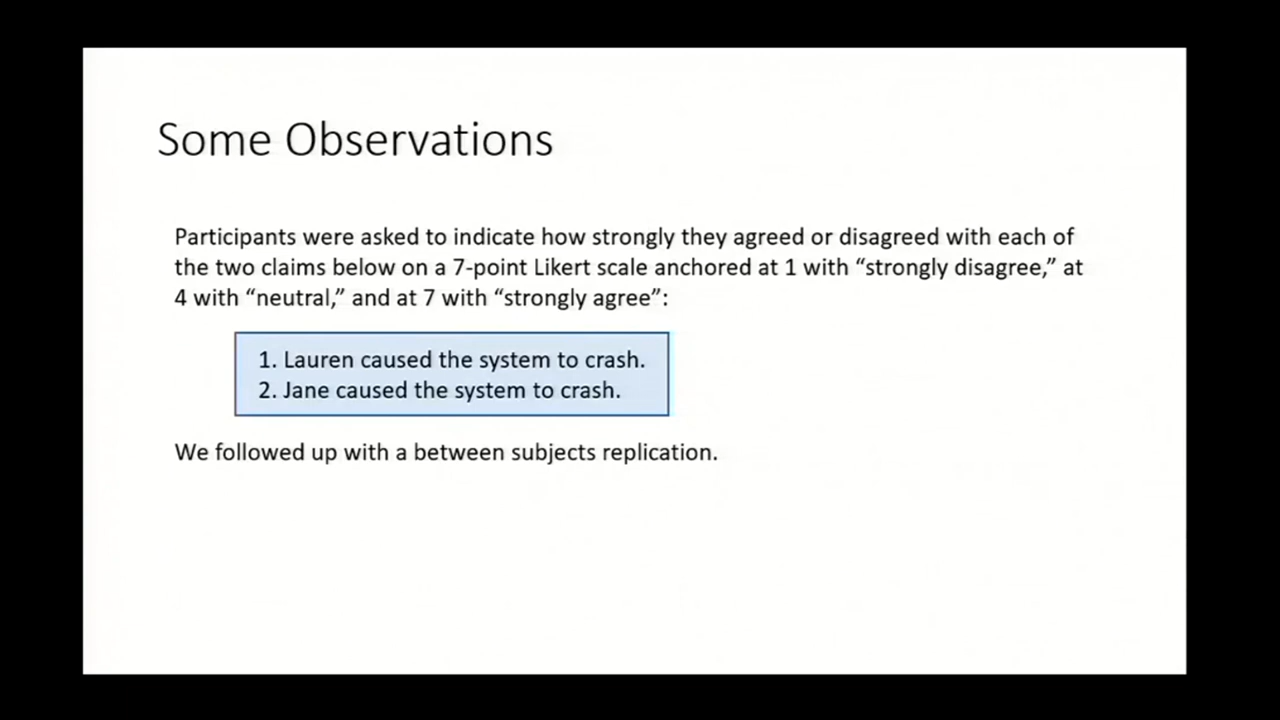 Some Observations
Participants were asked to indicate how strongly they agreed or disagreed with each of
the two claims below on a 7-point Likert scale anchored at 1 with “strongly disagree,” at
4 with “neutral,” and at 7 with “strongly agree”:
1. Lauren caused the system to crash.
2. Jane caused the system to crash.
We followed up with a between subjects replication.